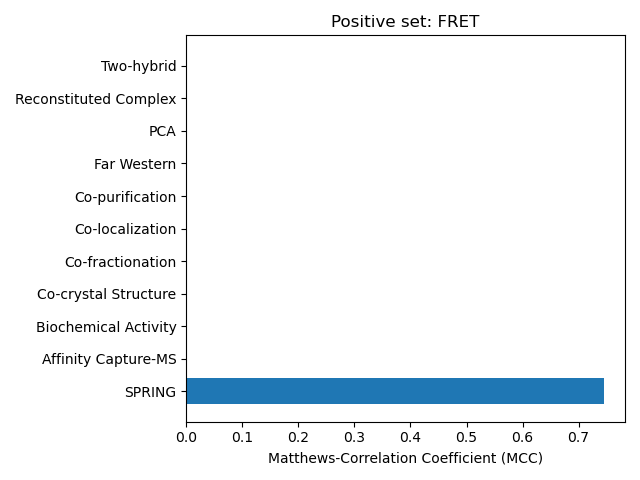 Positive set: FRET
Two-hybrid
Reconstituted Complex
PCA
Far Western
Co-purification
Co-localization
Co-fractionation
Co-crystal Structure
Biochemical Activity
Affinity Capture-MS
SPRING
0.0 0.1 0.2 0.3 0.4 0.5 0.6 0.7
Matthews-Correlation Coefficient (MCC)